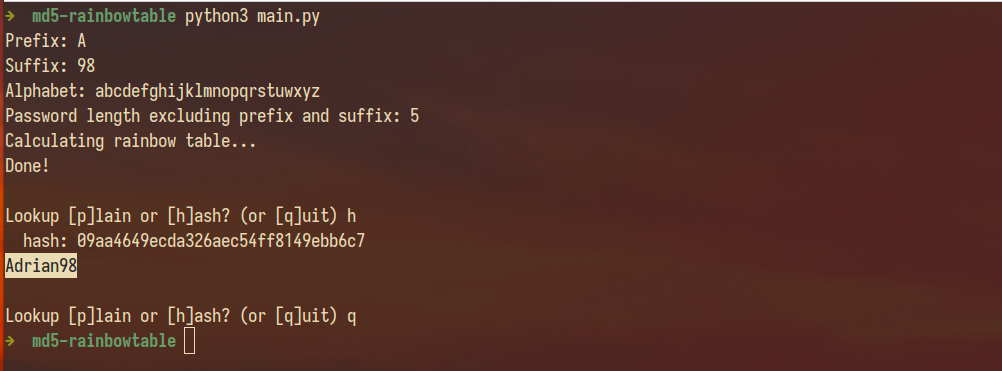 → md5-rainbowtable python3 main.py
Prefix: A
Suffix: 98
Alphabet: abcdefghijklmnopqrstuvwxyz
Password length excluding prefix and suffix: 5
Calculating rainbow table...
Done!
Lookup [p]lain or [h]ash? (or [q]uit) h
hash: 09aa4649ecda326aec54ff8149ebb6c7
Adrian98
Lookup [p]lain or [h]ash? (or [q]uit) q
→ md5-rainbowtable